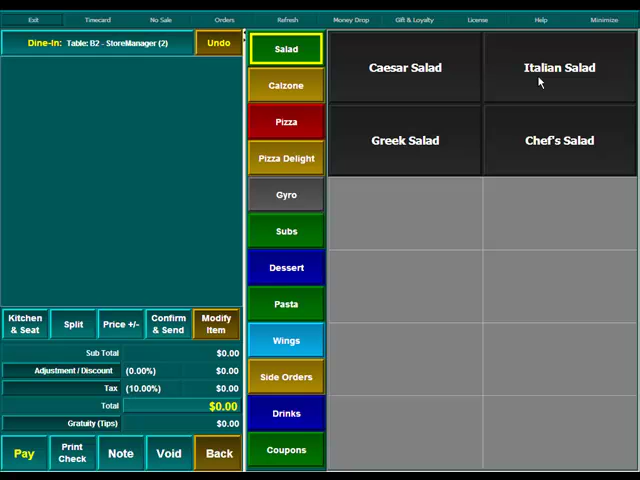 Exit Timecard No Sale Orders Refresh Money Drop Gift & Loyalty License Help Minimize
Dine-In: Table: B2 - StoreManager (2)
Undo
Salad
Calzone
Pizza
Pizza Delight
Gyro
Subs
Dessert
Pasta
Wings
Side Orders
Drinks
Coupons
Caesar Salad
Italian Salad
Greek Salad
Chef's Salad
Kitchen
& Seat
Split
Price +/-
Confirm
& Send
Modify
Item
Sub Total $0.00
Adjustment / Discount (0.00%) $0.00
Tax (10.00%) $0.00
Total $0.00
Gratuity (Tips) $0.00
Pay
Print
Check
Note
Void
Back